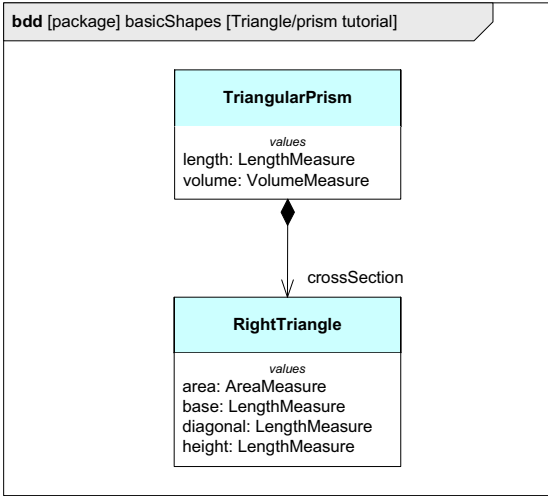 bdd [package] basicShapes [Triangle/prism tutorial]
TriangularPrism
values
length: LengthMeasure
volume: VolumeMeasure
crossSection
RightTriangle
values
area: AreaMeasure
base: LengthMeasure
diagonal: LengthMeasure
height: LengthMeasure